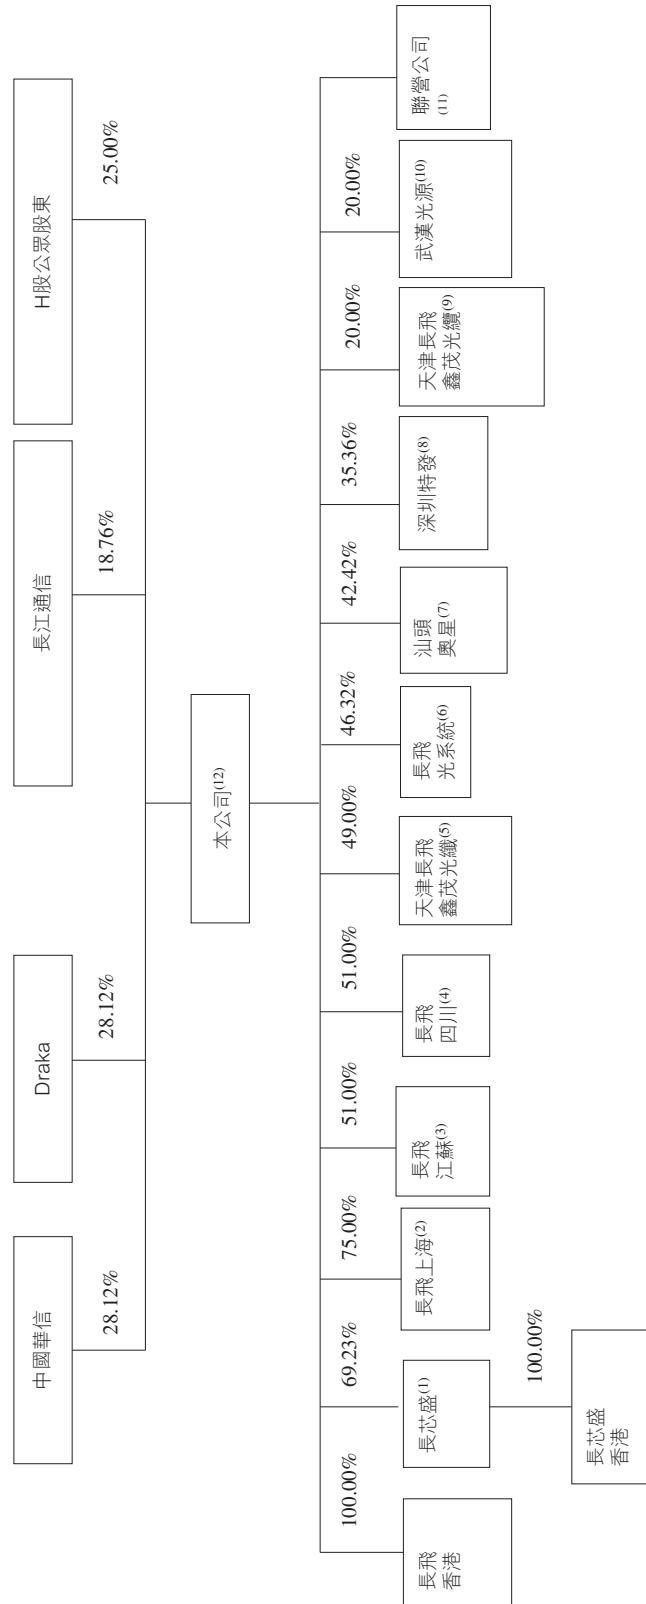 中國華信
Draka
長江通信
H股公眾股東
28.12%
28.12%
18.76%
25.00%
本公司(12)
100.00%
69.23%
75.00%
51.00%
51.00%
49.00%
46.32%
42.42%
35.36%
20.00%
20.00%
長飛
香港
長芯盛(1)
長飛上海(2)
長飛
江蘇(3)
長飛
四川(4)
天津長飛
鑫茂光纖(5)
長飛
光系統(6)
汕頭
奧星(7)
深圳特發(8)
天津長飛
鑫茂光纜(9)
武漢光源(10)
聯營公司
(11)
100.00%
長芯盛
香港